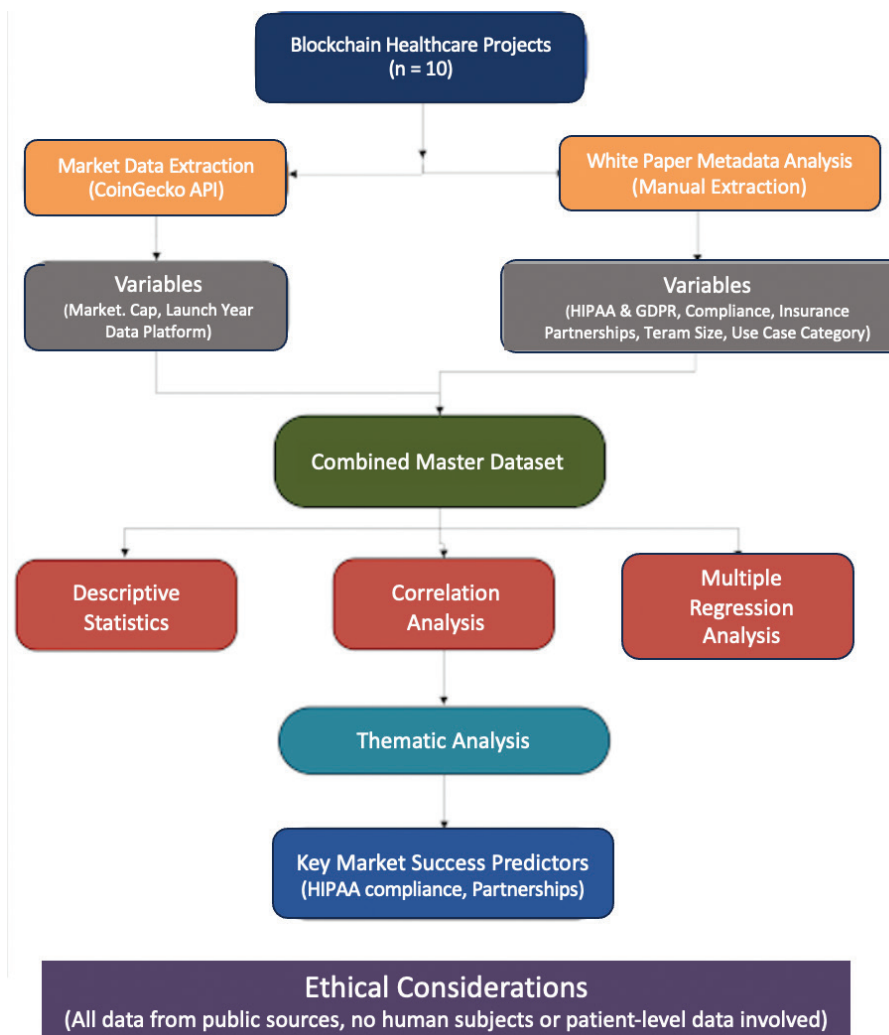 Blockchain Healthcare Projects
(n = 10)
Market Data Extraction
(CoinGecko API)
White Paper Metadata Analysis
(Manual Extraction)
Variables
(Market. Cap, Launch Year
Data Platform)
Variables
(HIPAA & GDPR, Compliance, Insurance
Partnerships, Teram Size, Use Case Category)
Combined Master Dataset
Descriptive
Statistics
Correlation
Analysis
Multiple
Regression
Analysis
Thematic Analysis
Key Market Success Predictors
(HIPAA compliance, Partnerships)
Ethical Considerations
(All data from public sources, no human subjects or patient-level data involved)